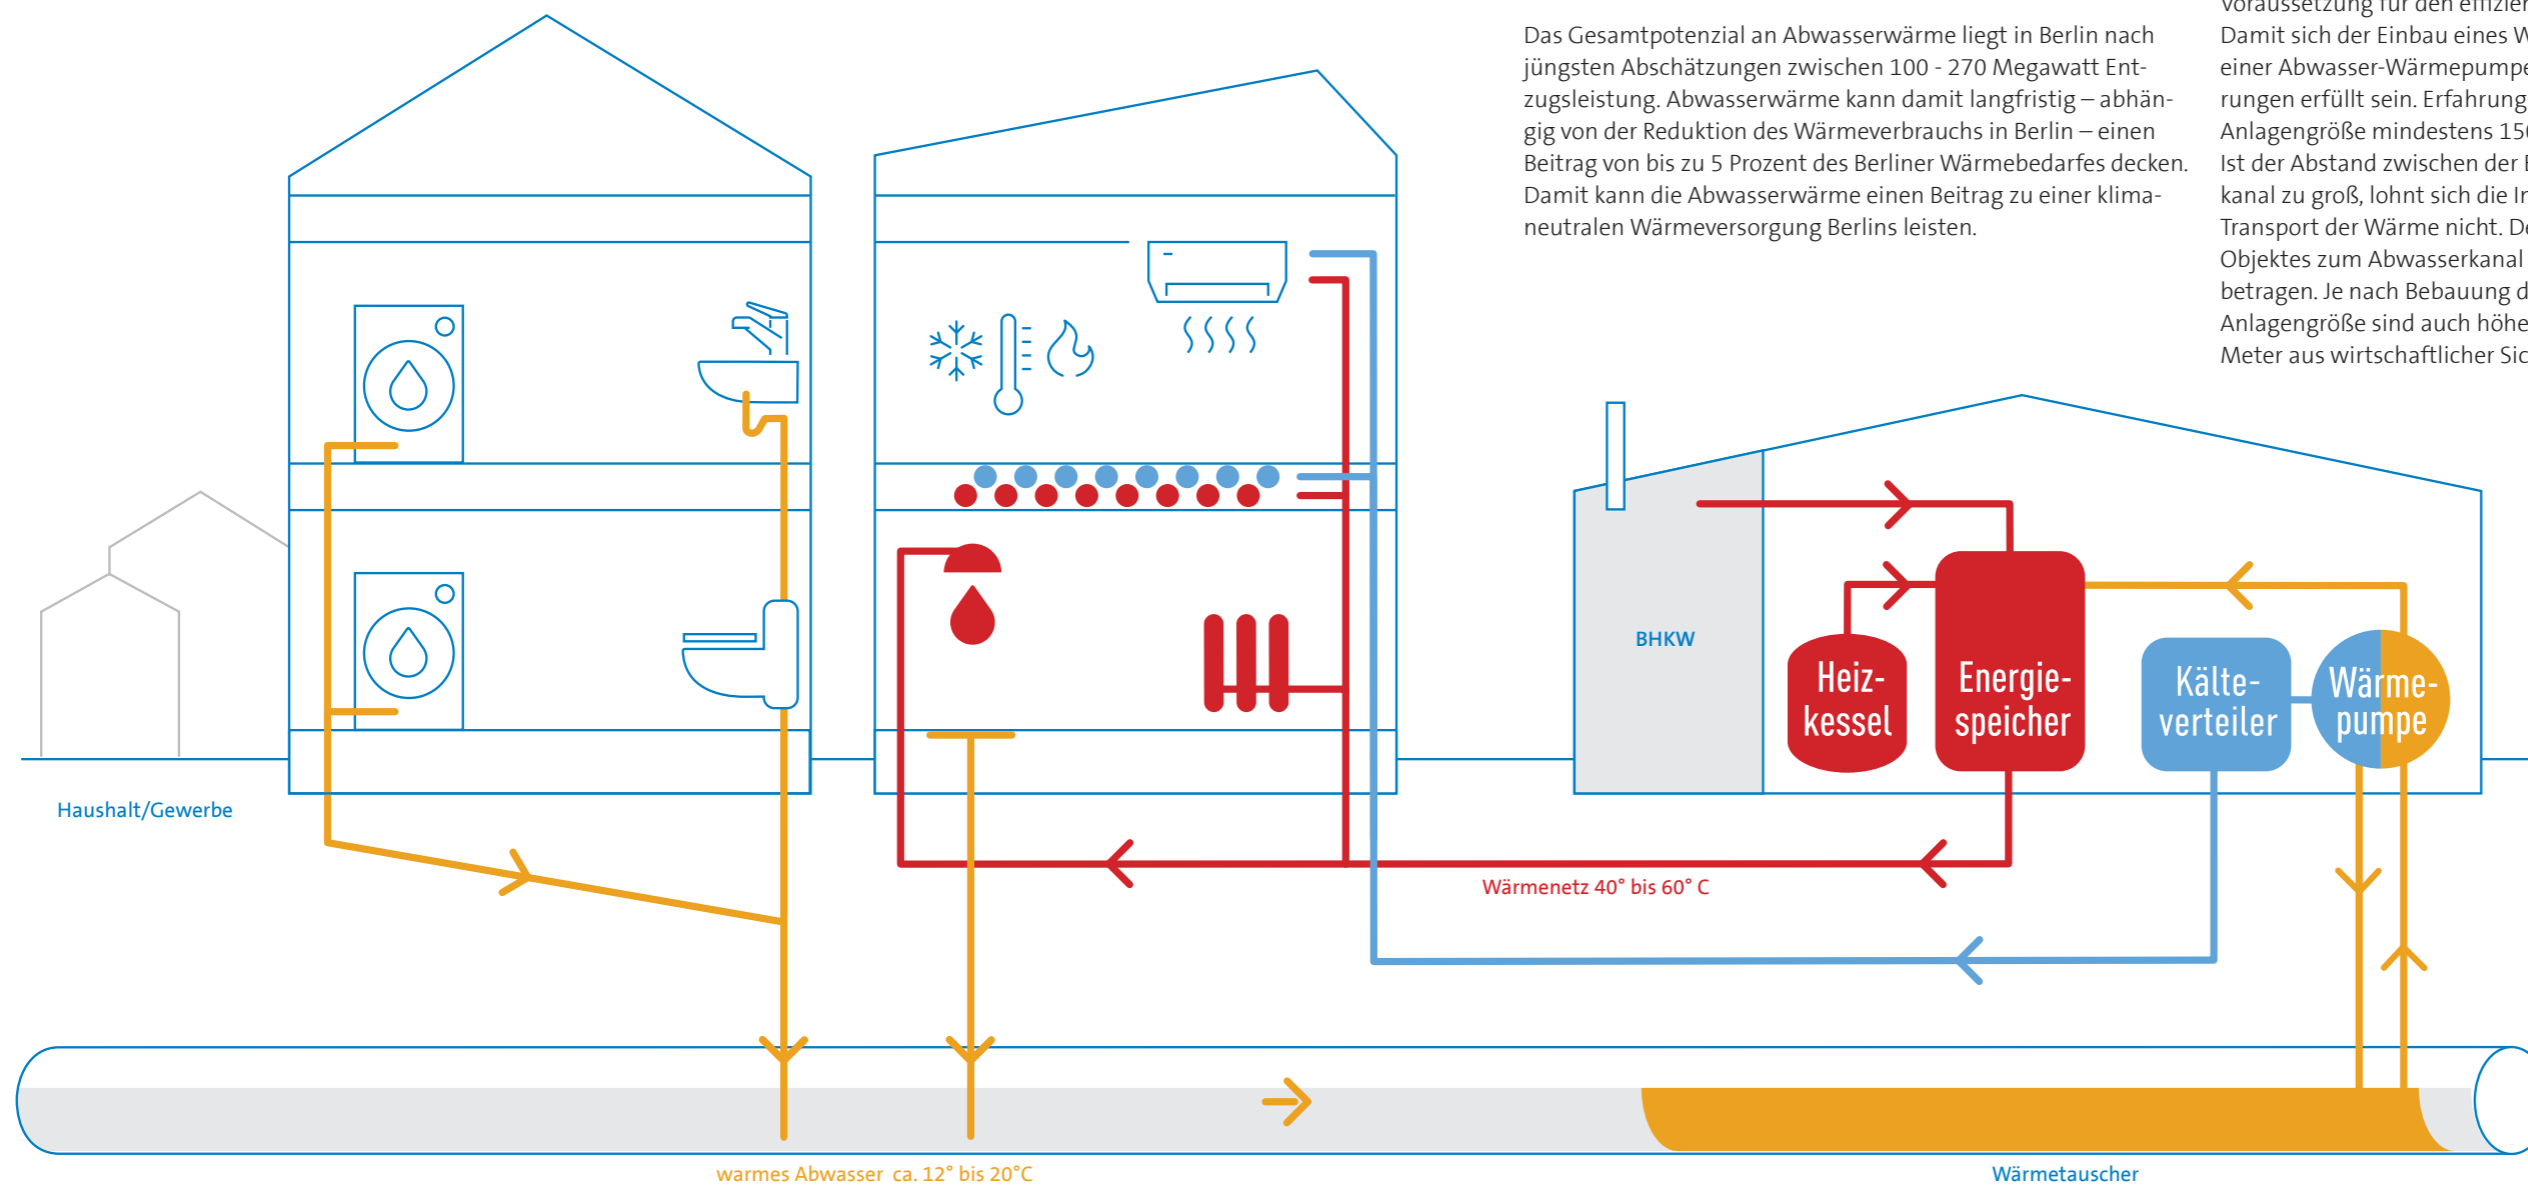 Das Gesamtpotenzial an Abwasserwärme liegt in Berlin nach
jüngsten Abschätzungen zwischen 100 - 270 Megawatt Ent-
zugsleistung. Abwasserwärme kann damit langfristig – abhän-
gig von der Reduktion des Wärmeverbrauchs in Berlin – einen
Beitrag von bis zu 5 Prozent des Berliner Wärmebedarfes decken.
Damit kann die Abwasserwärme einen Beitrag zu einer klima-
neutralen Wärmeversorgung Berlins leisten.
Voraussetzung für den
Damit sich der Einbau eines
einer Abwasser-Wärmepumpe
rungen erfüllt sein. Erfahrung
Anlagengröße mindestens
Ist der Abstand zwischen der
kanal zu groß, lohnt sich die
Transport der Wärme nicht.
Objektes zum Abwasserkanal
betragen. Je nach Bebauung
Anlagengröße sind auch
Meter aus wirtschaftlicher
BHKW
Heiz-
kessel
Energie-
speicher
Kälte-
verteiler
Wärme-
pumpe
Haushalt/Gewerbe
Wärmenetz 40° bis 60° C
warmes Abwasser ca. 12° bis 20°C
Wärmetauscher